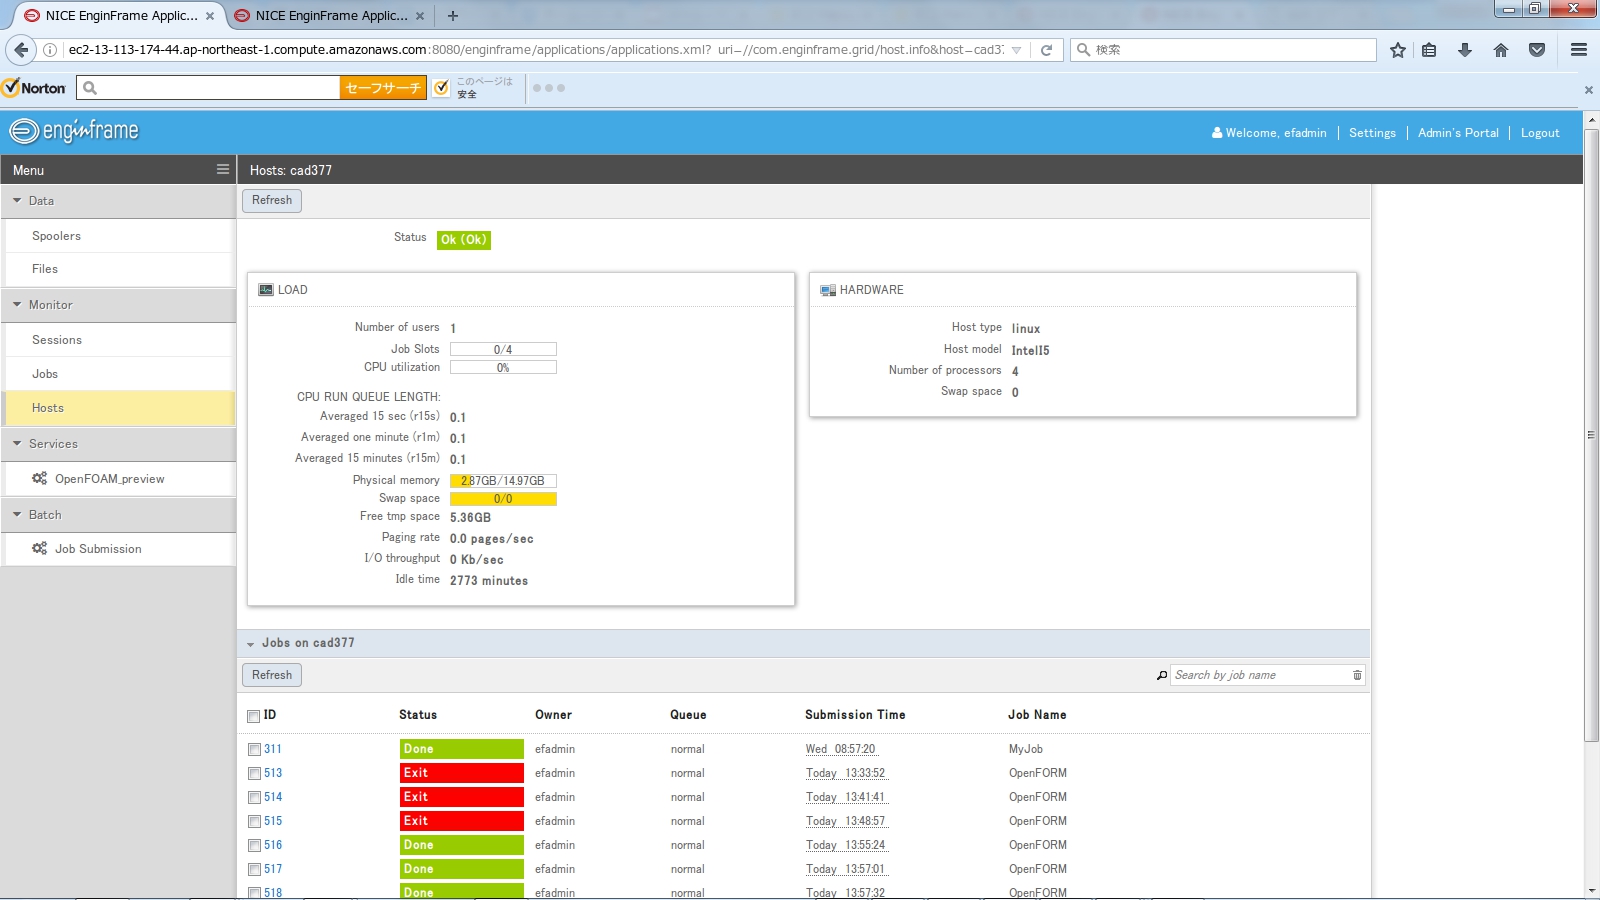 NICE EnginFrame Applic... × NICE EnginFrame Applic... × +
ec2-13-113-174-44.ap-northeast-1.compute.amazonaws.com:8080/enginframe/applications/applications.xml?_uri=//com.enginframe.grid/host.info&host=cad37 検索
Norton セーフサーチ このページは
安全
enginframe Welcome, efadmin | Settings | Admin's Portal | Logout
Menu
Hosts: cad377
Data
Spoolers
Files
Monitor
Sessions
Jobs
Hosts
Services
OpenFOAM_preview
Batch
Job Submission
Refresh
Status Ok (Ok)
LOAD
Number of users 1
Job Slots 0/4
CPU utilization 0%
CPU RUN QUEUE LENGTH:
Averaged 15 sec (r15s) 0.1
Averaged one minute (r1m) 0.1
Averaged 15 minutes (r15m) 0.1
Physical memory 2.87GB/14.97GB
Swap space 0/0
Free tmp space 5.36GB
Paging rate 0.0 pages/sec
I/O throughput 0 Kb/sec
Idle time 2773 minutes
HARDWARE
Host type linux
Host model IntelI5
Number of processors 4
Swap space 0
Jobs on cad377
Refresh Search by job name
ID Status Owner Queue Submission Time Job Name
311 Done efadmin normal Wed 08:57:20 MyJob
513 Exit efadmin normal Today 13:33:52 OpenFORM
514 Exit efadmin normal Today 13:41:41 OpenFORM
515 Exit efadmin normal Today 13:48:57 OpenFORM
516 Done efadmin normal Today 13:55:24 OpenFORM
517 Done efadmin normal Today 13:57:01 OpenFORM
518 Done efadmin normal Today 13:57:32 OpenFORM